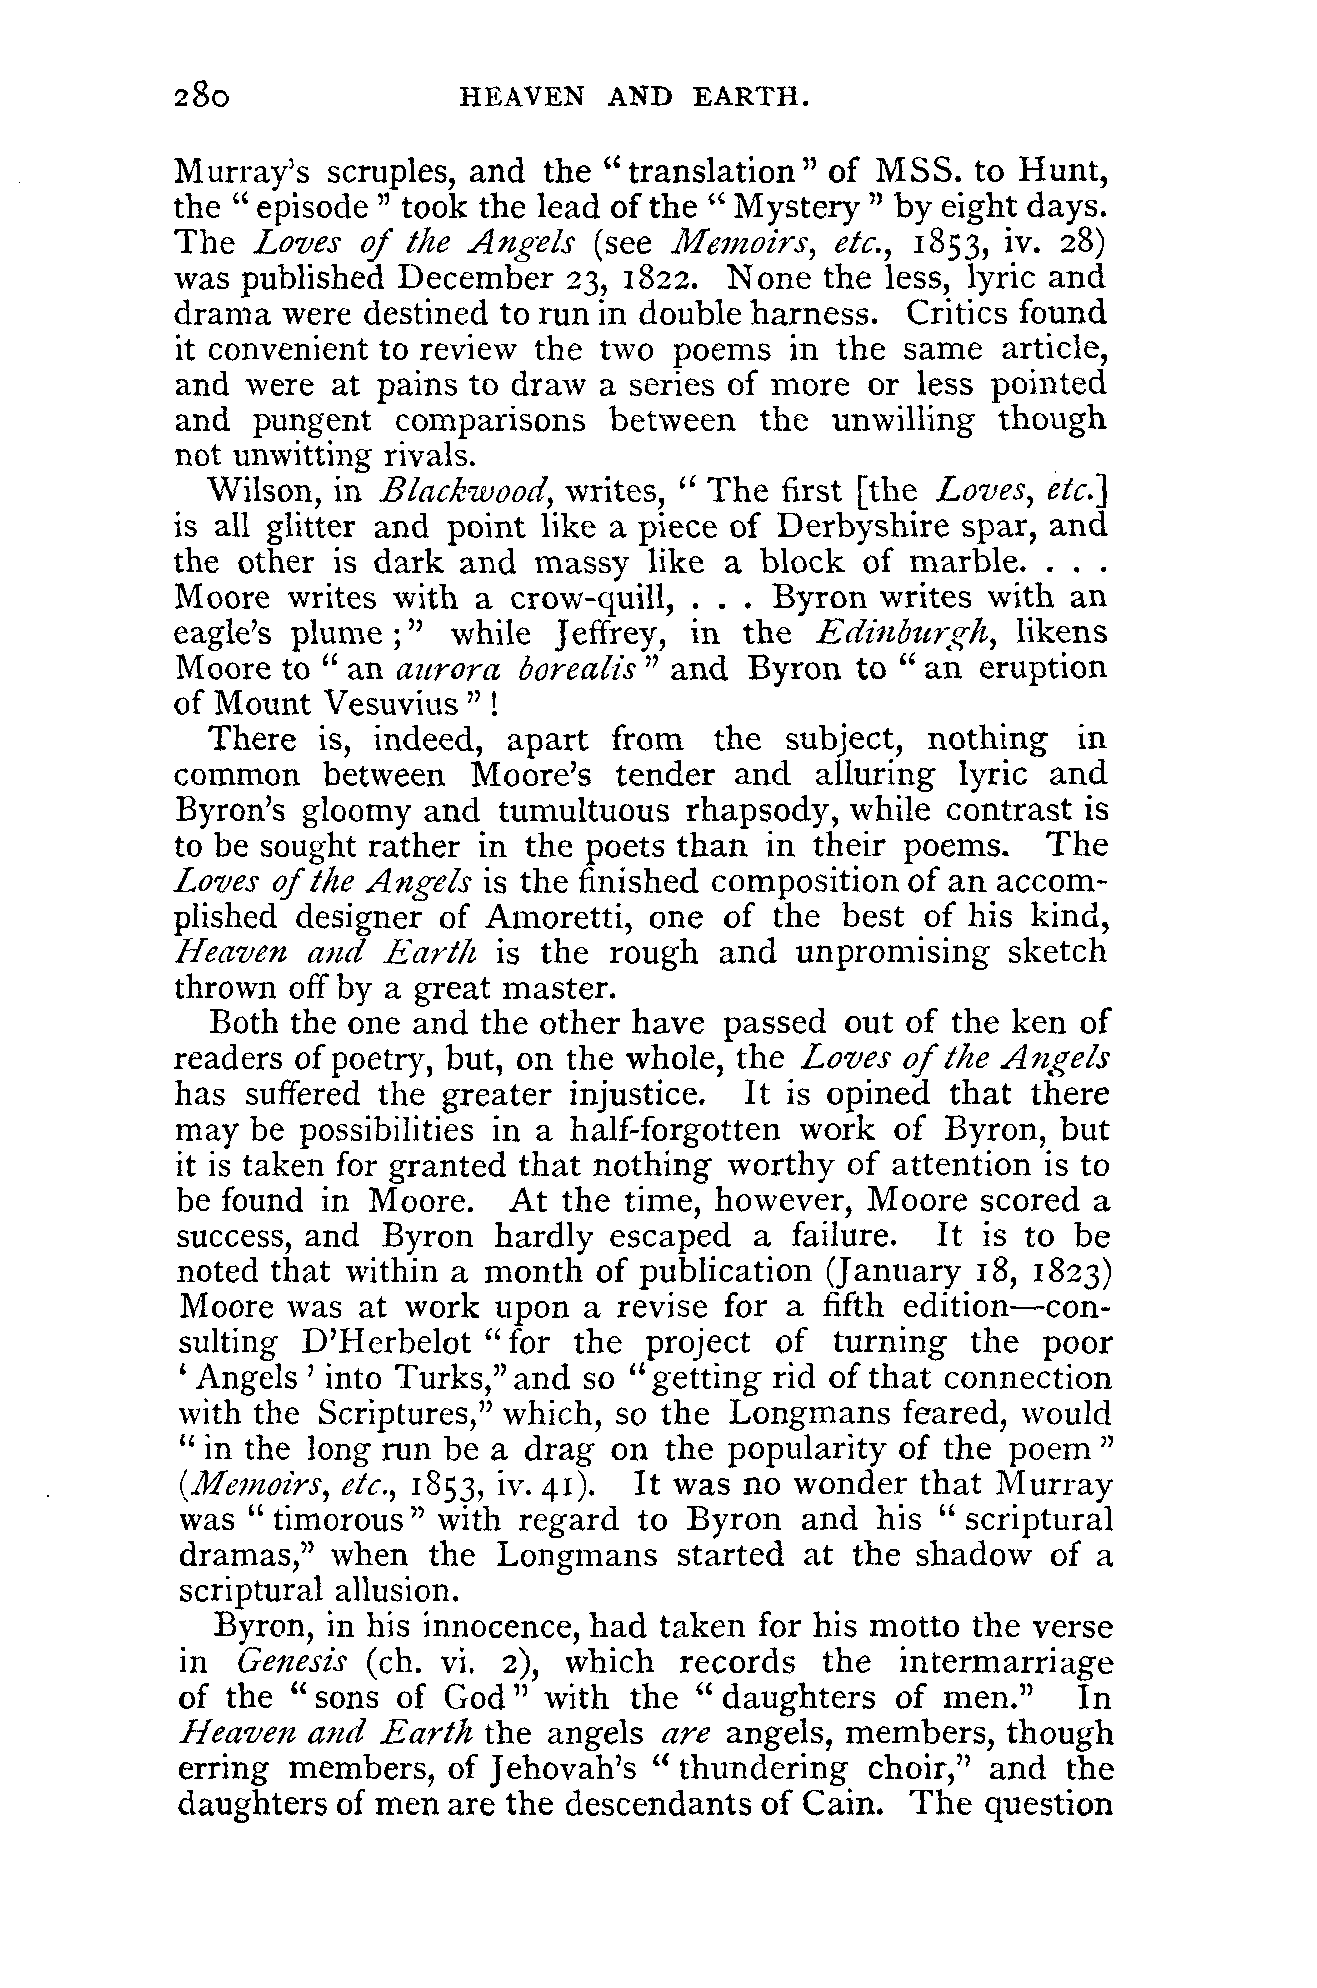 280 HEAVEN AND EARTH.
Murray's scruples, and the “translation” of MSS. to Hunt,
the “episode” took the lead of the “Mystery” by eight days.
The Loves of the Angels (see Memoirs, etc., 1853, iv. 28)
was published December 23, 1822. None the less, lyric and
drama were destined to run in double harness. Critics found
it convenient to review the two poems in the same article,
and were at pains to draw a series of more or less pointed
and pungent comparisons between the unwilling though
not unwitting rivals.
Wilson, in Blackwood, writes, “The first [the Loves, etc.]
is all glitter and point like a piece of Derbyshire spar, and
the other is dark and massy like a block of marble. . . .
Moore writes with a crow-quill, . . . Byron writes with an
eagle's plume;” while Jeffrey, in the Edinburgh, likens
Moore to “an aurora borealis” and Byron to “an eruption
of Mount Vesuvius”!
There is, indeed, apart from the subject, nothing in
common between Moore's tender and alluring lyric and
Byron's gloomy and tumultuous rhapsody, while contrast is
to be sought rather in the poets than in their poems. The
Loves of the Angels is the finished composition of an accom-
plished designer of Amoretti, one of the best of his kind,
Heaven and Earth is the rough and unpromising sketch
thrown off by a great master.
Both the one and the other have passed out of the ken of
readers of poetry, but, on the whole, the Loves of the Angels
has suffered the greater injustice. It is opined that there
may be possibilities in a half-forgotten work of Byron, but
it is taken for granted that nothing worthy of attention is to
be found in Moore. At the time, however, Moore scored a
success, and Byron hardly escaped a failure. It is to be
noted that within a month of publication (January 18, 1823)
Moore was at work upon a revise for a fifth edition—con-
sulting D'Herbelot “for the project of turning the poor
‘Angels’ into Turks,” and so “getting rid of that connection
with the Scriptures,” which, so the Longmans feared, would
“in the long run be a drag on the popularity of the poem”
(Memoirs, etc., 1853, iv. 41). It was no wonder that Murray
was “timorous” with regard to Byron and his “scriptural
dramas,” when the Longmans started at the shadow of a
scriptural allusion.
Byron, in his innocence, had taken for his motto the verse
in Genesis (ch. vi. 2), which records the intermarriage
of the “sons of God” with the “daughters of men.” In
Heaven and Earth the angels are angels, members, though
erring members, of Jehovah's “thundering choir,” and the
daughters of men are the descendants of Cain. The question